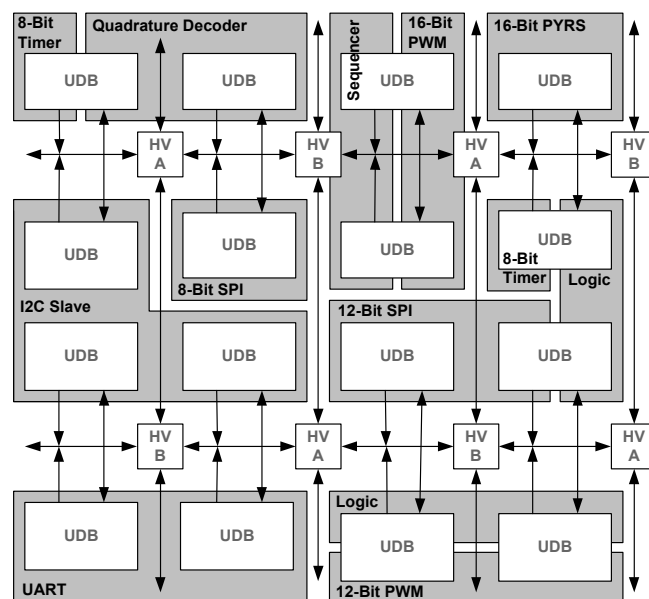 8-Bit
Timer
Quadrature Decoder
Sequencer
16-Bit
PWM
16-Bit PYRS
UDB
UDB
UDB
UDB
HV
A
HV
B
HV
A
HV
B
UDB
UDB
UDB
UDB
8-Bit
Timer
Logic
8-Bit SPI
I2C Slave
12-Bit SPI
UDB
UDB
UDB
UDB
HV
B
HV
A
HV
B
HV
A
Logic
UDB
UDB
UDB
UDB
UART
12-Bit PWM